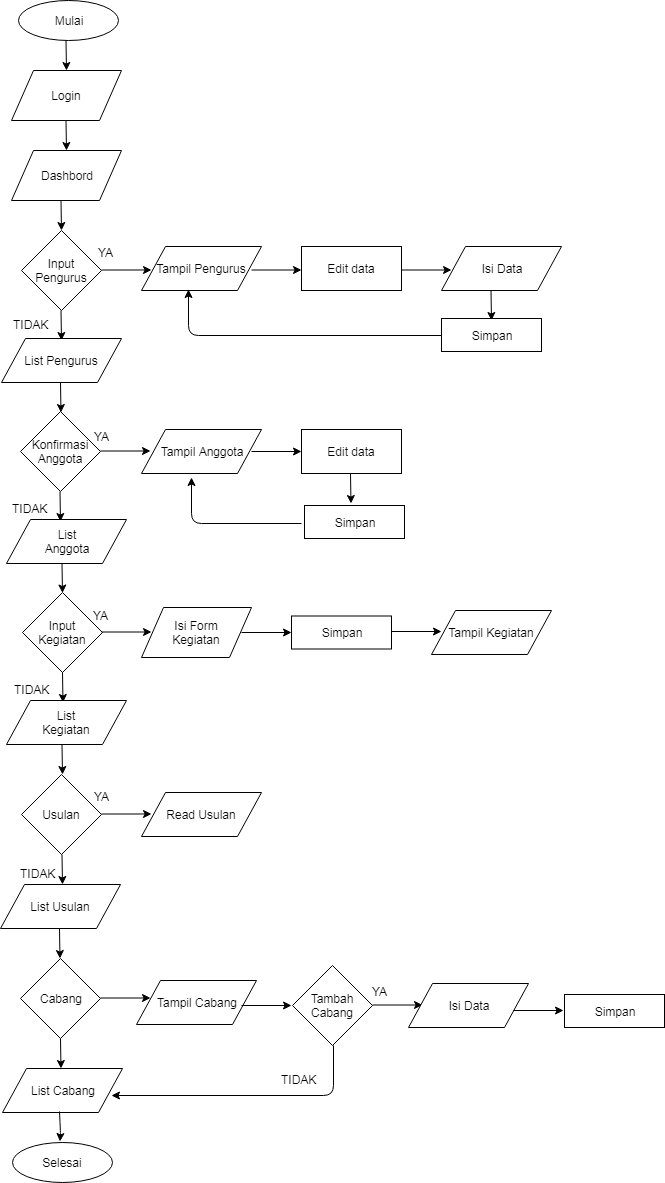 Mulai
Login
Dashbord
Input
Pengurus
YA
Tampil Pengurus
Edit data
Isi Data
Simpan
TIDAK
List Pengurus
Konfirmasi
Anggota
YA
Tampil Anggota
Edit data
Simpan
TIDAK
List
Anggota
Input
Kegiatan
YA
Isi Form
Kegiatan
Simpan
Tampil Kegiatan
TIDAK
List
Kegiatan
Usulan
YA
Read Usulan
TIDAK
List Usulan
Cabang
Tampil Cabang
Tambah
Cabang
YA
Isi Data
Simpan
TIDAK
List Cabang
Selesai